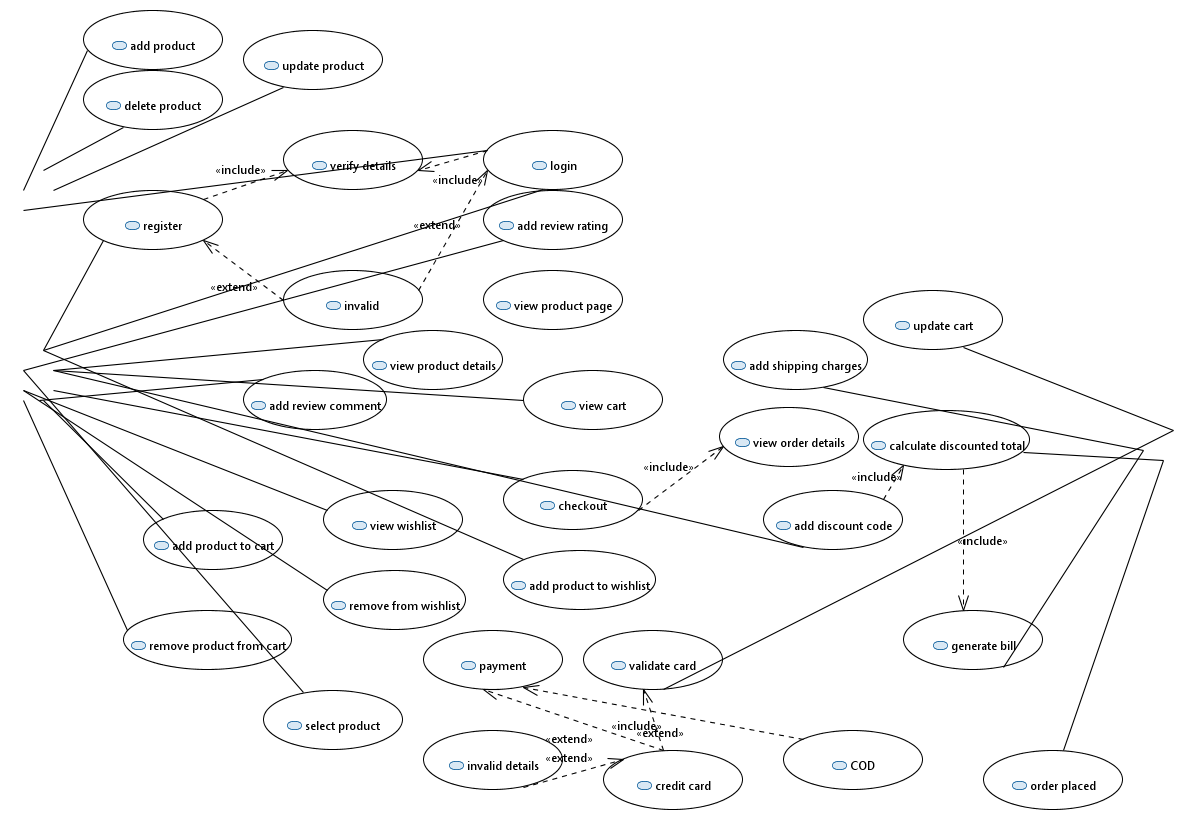 add product
update product
delete product
verify details
login
«include»
«include»
register
add review rating
«extend»
«extend»
invalid
view product page
update cart
view product details
add shipping charges
add review comment
view cart
view order details
calculate discounted total
«include»
«include»
checkout
view wishlist
add discount code
add product to cart
«include»
add product to wishlist
remove from wishlist
remove product from cart
generate bill
payment
validate card
select product
«include»
«extend»
«extend»
«extend»
invalid details
COD
credit card
order placed